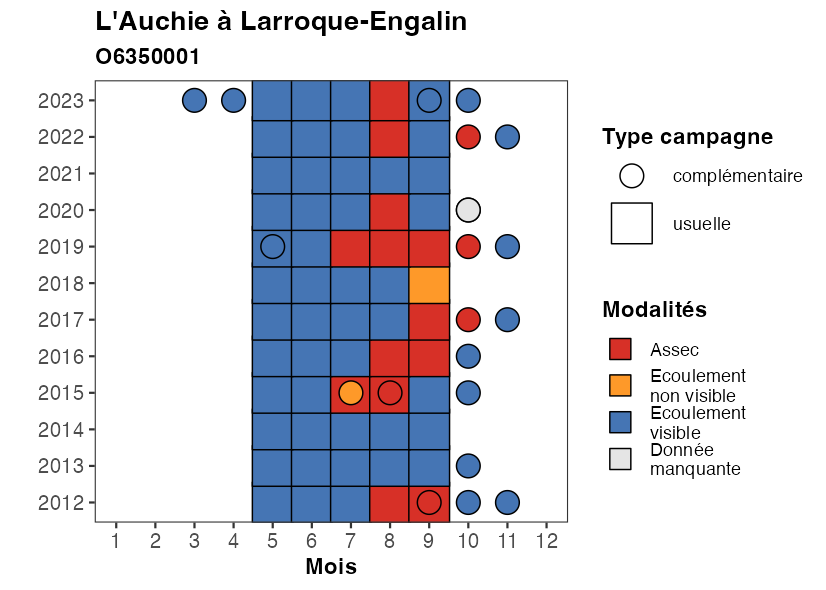 L'Auchie à Larroque-Engalin
O6350001
2023
2022
2021
2020
2019
2018
2017
2016
2015
2014
2013
2012
1 2 3 4 5 6 7 8 9 10 11 12
Mois
Type campagne
complémentaire
usuelle
Modalités
Assec
Ecoulement
non visible
Ecoulement
visible
Donnée
manquante